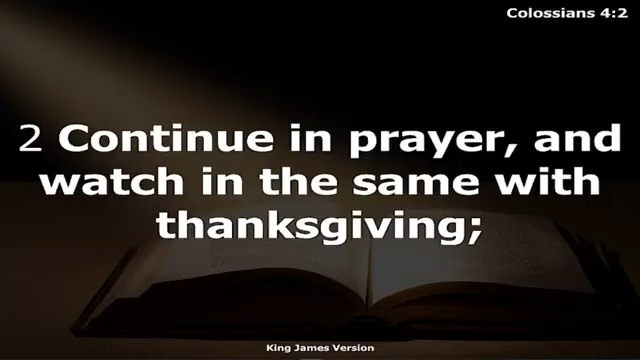 Colossians 4:2
2 Continue in prayer, and
watch in the same with
thanksgiving;
King James Version